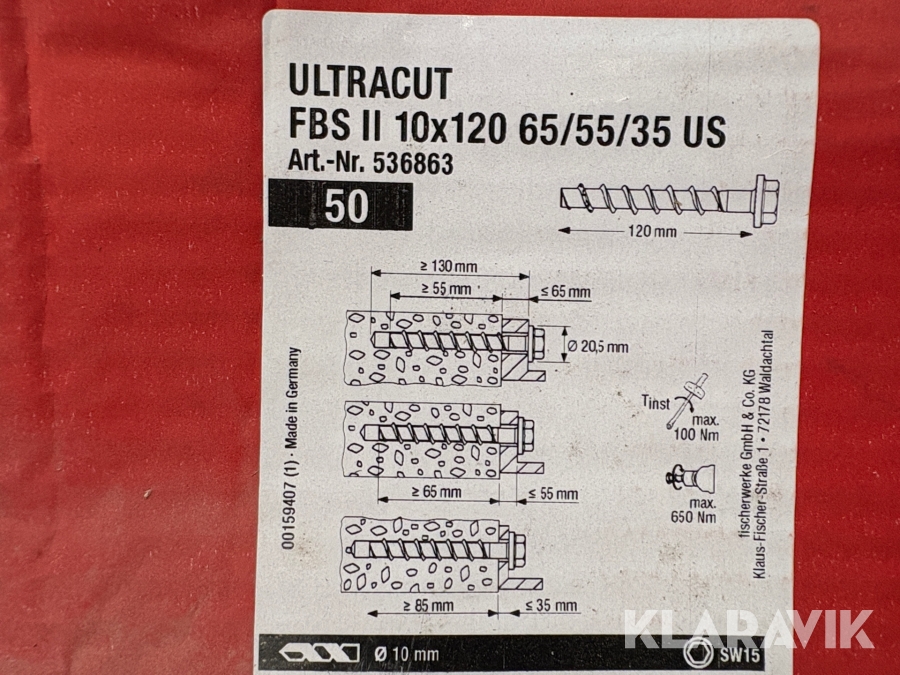 ULTRACUT
FBS II 10x120 65/55/35 US
Art.-Nr. 536863
50
120 mm
≥ 130 mm
≥ 55 mm
≤ 65 mm
Ø 20,5 mm
≥ 65 mm
≤ 55 mm
≥ 85 mm
≤ 35 mm
Tinst
max.
100 Nm
max.
650 Nm
00159407 (1) · Made in Germany
fischerwerke GmbH & Co. KG
Klaus-Fischer-Straße 1 • 72178 Waldachtal
Ø 10 mm
SW15
KLARAVIK